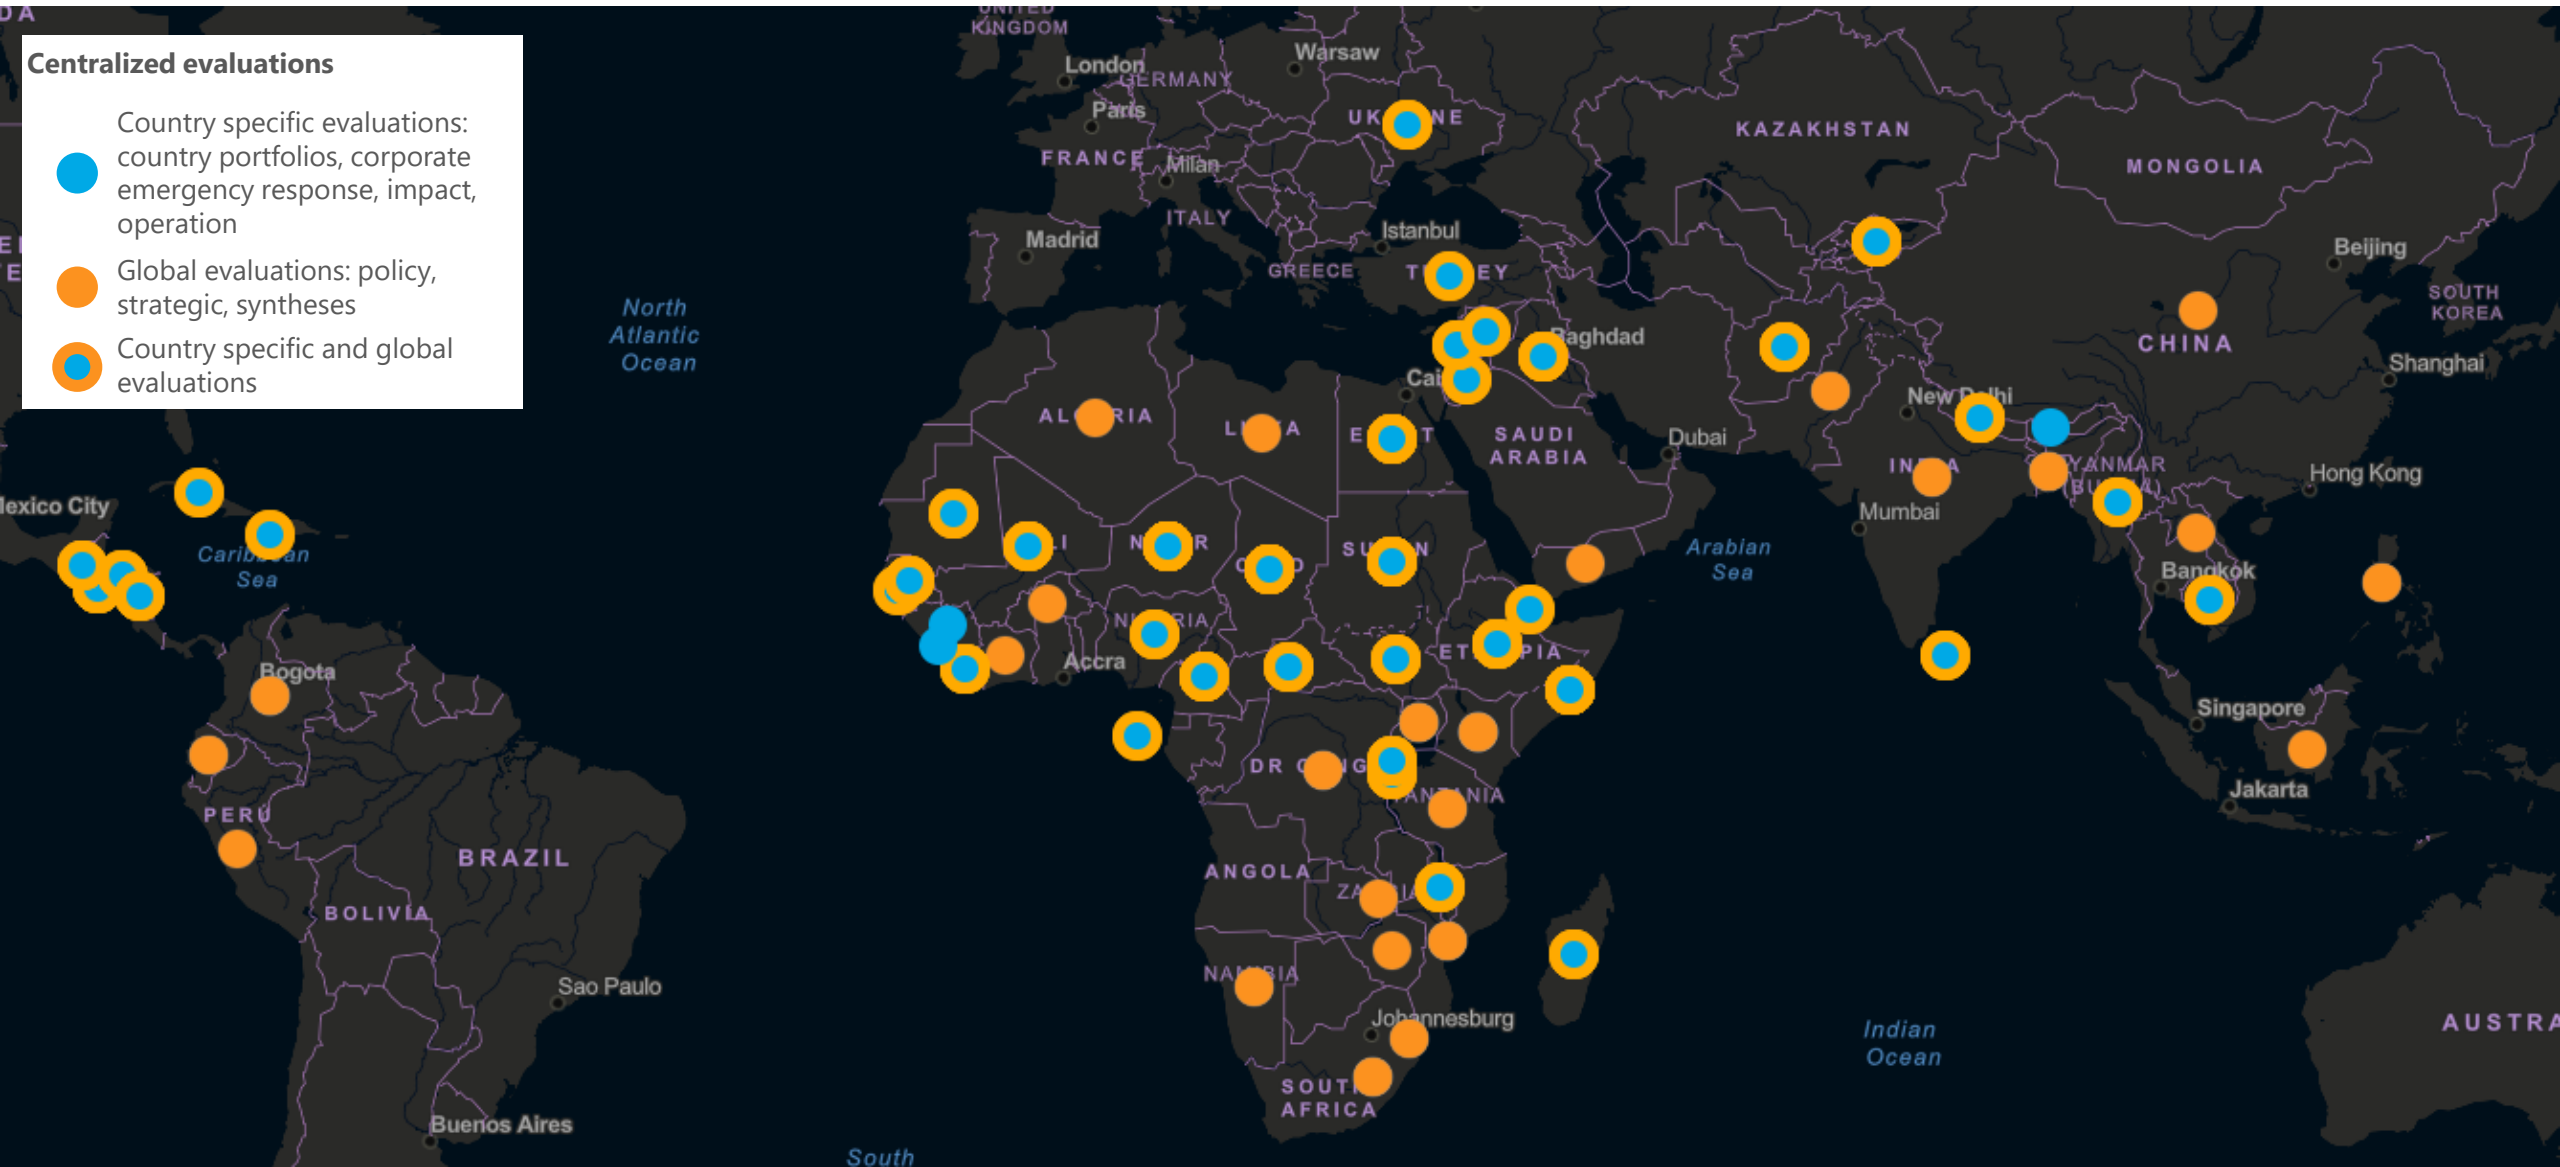 Centralized evaluations
Country specific evaluations:
country portfolios, corporate
emergency response, impact,
operation
Global evaluations: policy,
strategic, syntheses
Country specific and global
evaluations
UNITED
KINGDOM
London
GERMANY
Warsaw
Paris
FRANCE
Milan
ITALY
Madrid
Istanbul
GREECE
KAZAKHSTAN
MONGOLIA
Beijing
SOUTH
KOREA
CHINA
Shanghai
Hong Kong
North
Atlantic
Ocean
Baghdad
SAUDI
ARABIA
Dubai
Mumbai
Arabian
Sea
Bangkok
Singapore
Jakarta
Mexico City
Caribbean
Sea
Bogota
PERU
BRAZIL
BOLIVIA
Sao Paulo
Buenos Aires
Accra
ANGOLA
Johannesburg
SOUTH
AFRICA
Indian
Ocean
South